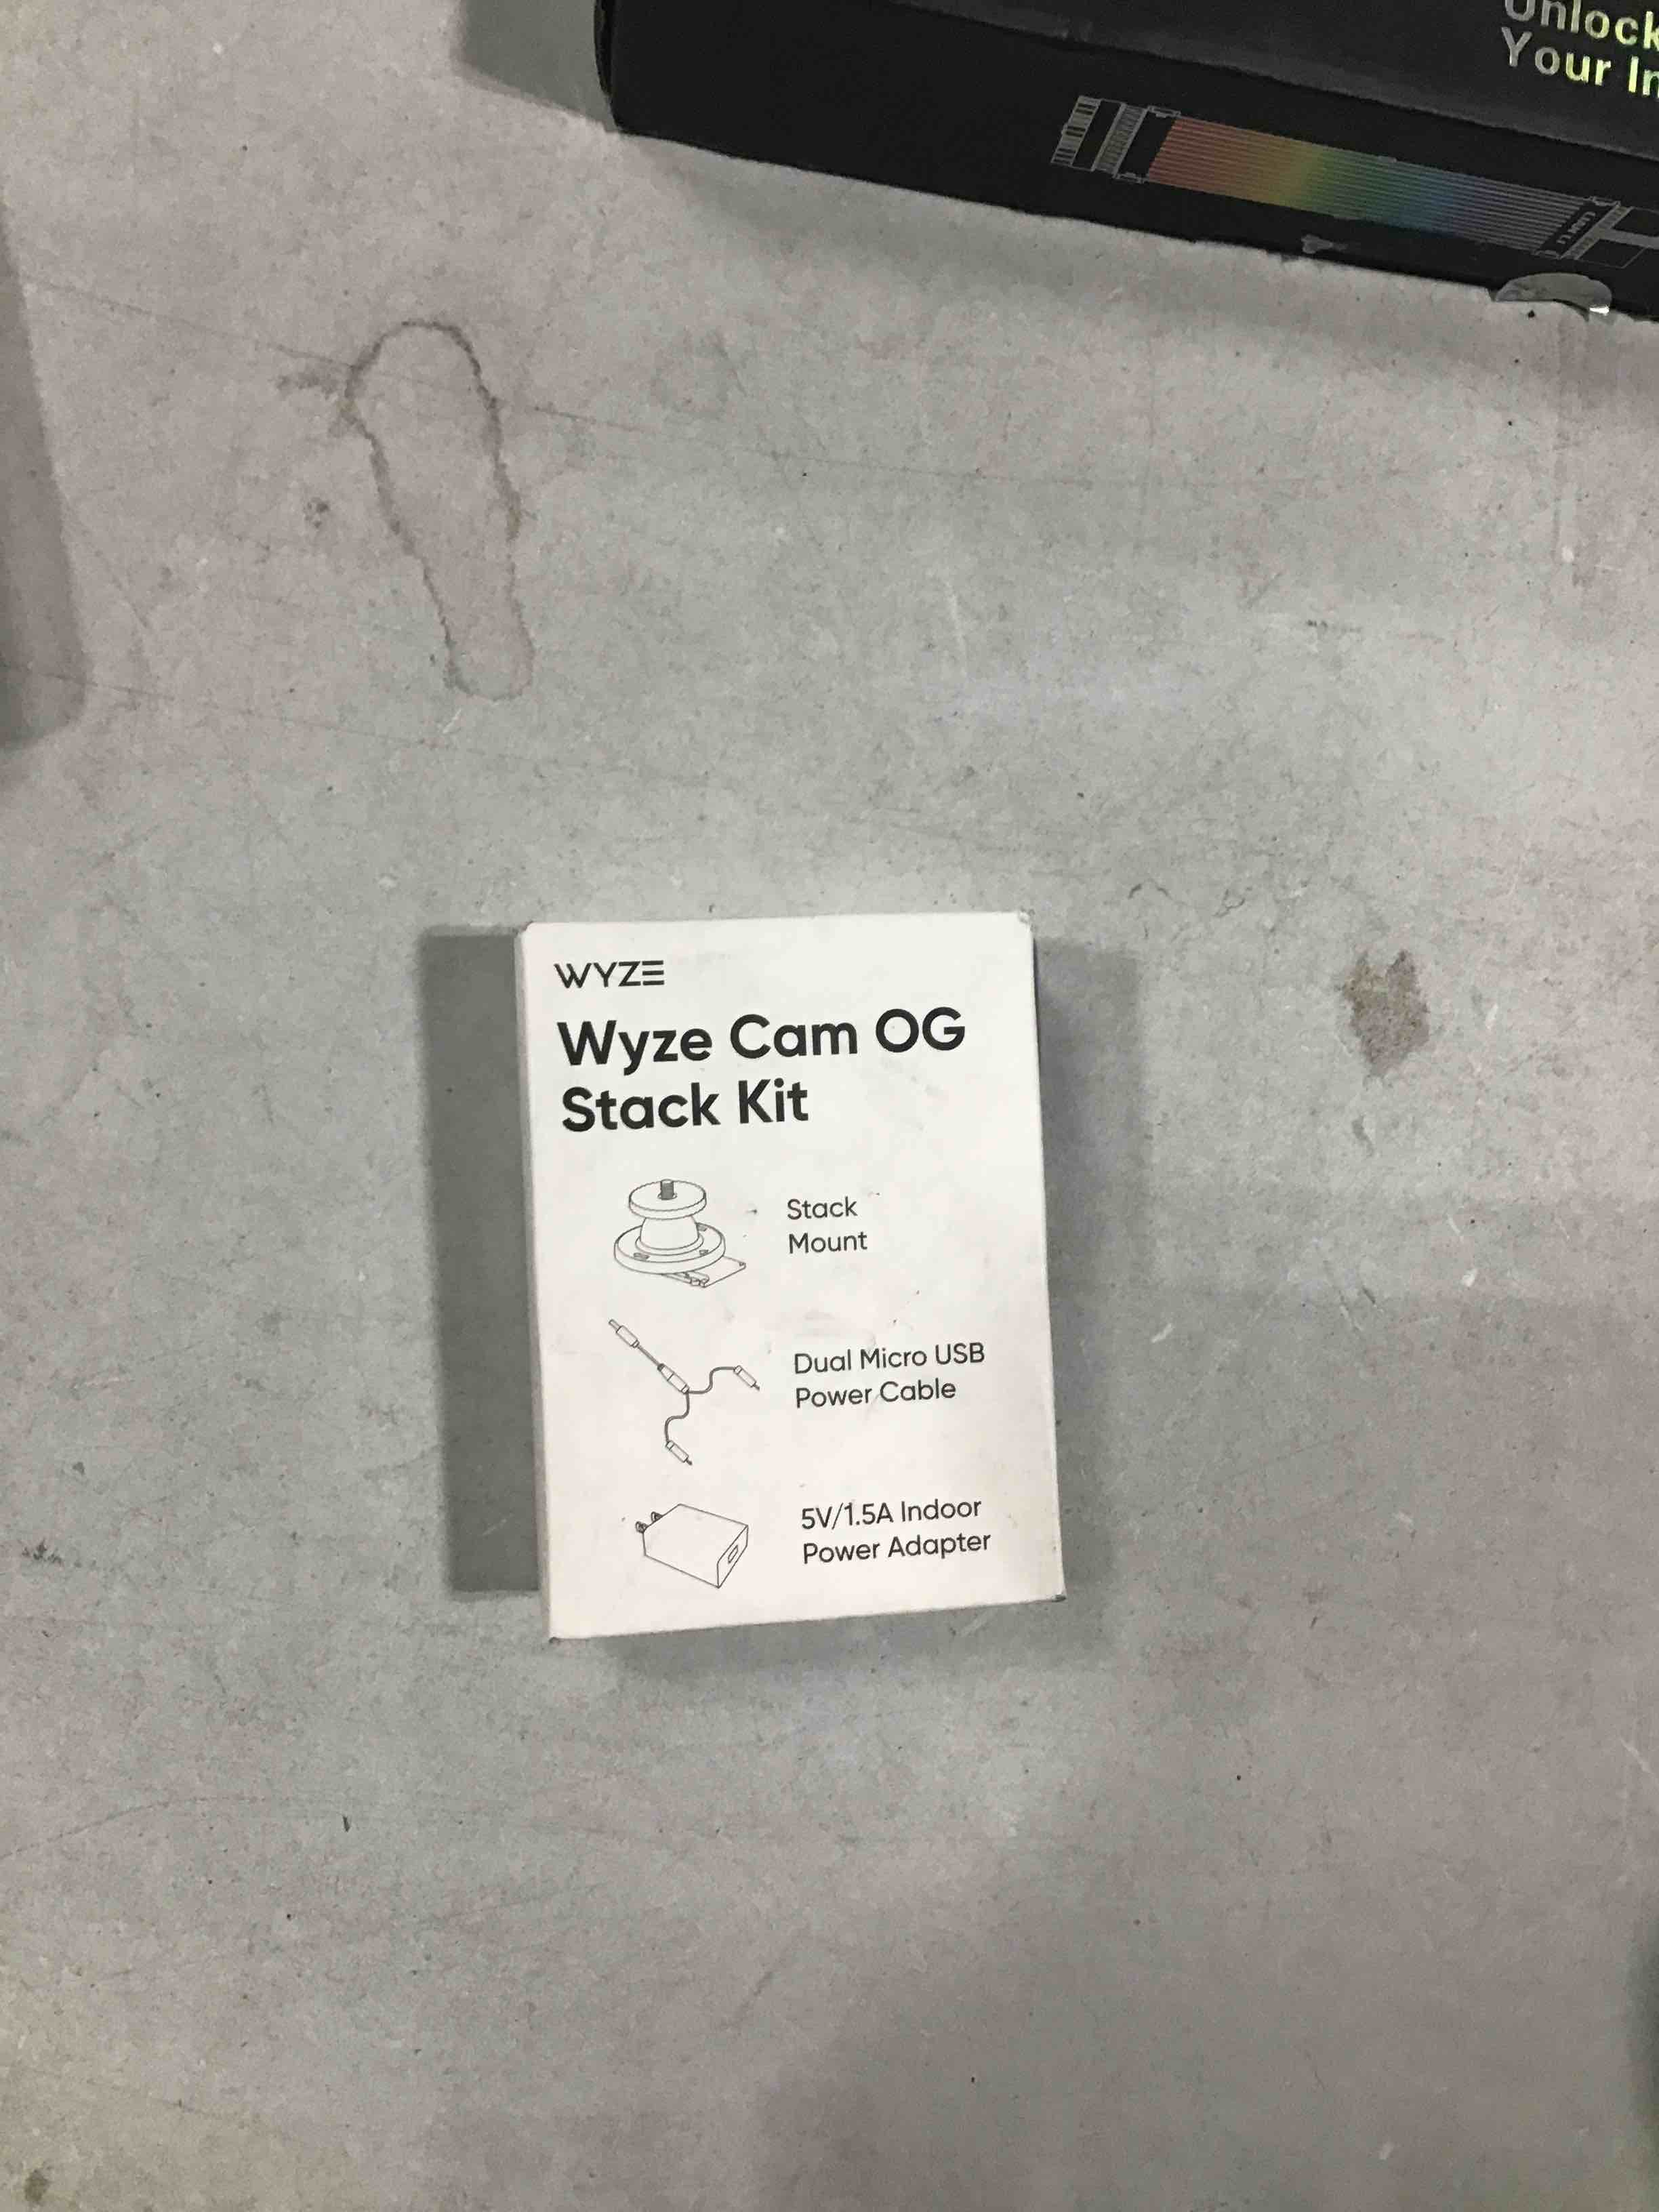 Unlock
Your
WYZE
Wyze Cam OG
Stack Kit
Stack
Mount
Dual Micro USB
Power Cable
5V/1.5A Indoor
Power Adapter